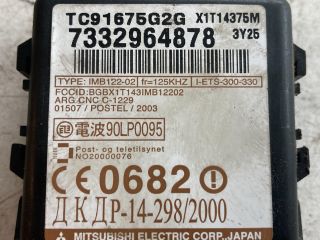 TC91675G2G X1T14375M
7332964878 3Y25
TYPE: IMB122-02 fr=125KHZ I-ETS-300-330
FCCID:BGBX1T143IMB12202
ARG.CNC C-1229
01507 / POSTEL / 2003
電波90LP0095
Post- og teletilsynet
NO20000076
CE0682
ДКДР-14-298/2000
MITSUBISHI ELECTRIC CORP. JAPAN